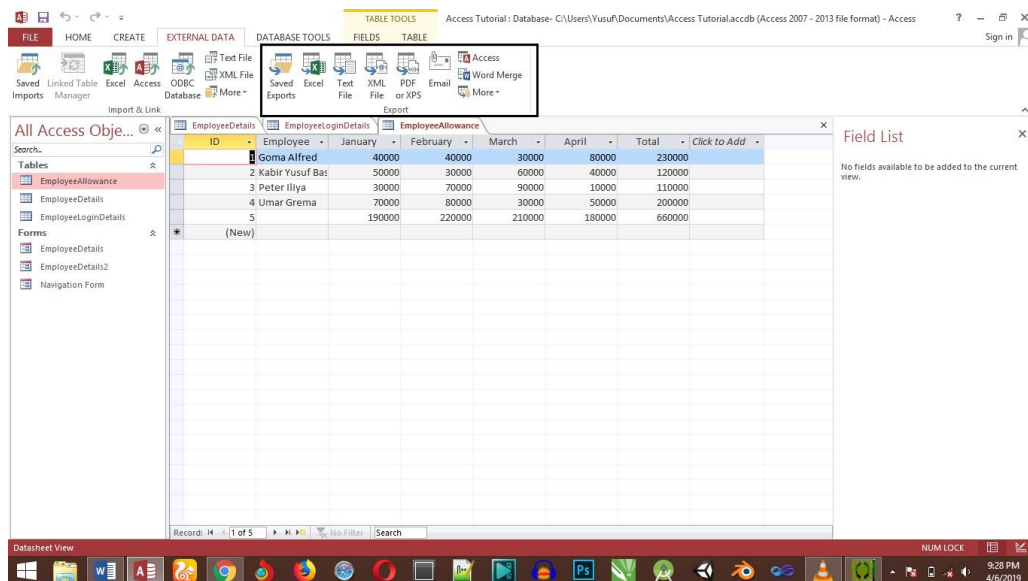 TABLE TOOLS
Access Tutorial : Database- C:\Users\Yusuf\Documents\Access Tutorial.accdb (Access 2007 - 2013 file format) - Access
FILE HOME CREATE EXTERNAL DATA DATABASE TOOLS FIELDS TABLE Sign in
Saved Imports
Linked Table Manager
Excel
Access
ODBC Database
Text File
XML File
More
Import & Link
Saved Exports
Excel
Text File
XML File
PDF or XPS
Email
Access
Word Merge
More
Export
All Access Obje...
Search...
Tables
EmployeeAllowance
EmployeeDetails
EmployeeLoginDetails
Forms
EmployeeDetails
EmployeeDetails2
Navigation Form
EmployeeDetails EmployeeLoginDetails EmployeeAllowance
ID Employee January February March April Total Click to Add
1 Goma Alfred 40000 40000 30000 80000 230000
2 Kabir Yusuf Bas 50000 30000 60000 40000 120000
3 Peter Iliya 30000 70000 90000 10000 110000
4 Umar Grema 70000 80000 30000 50000 200000
5 190000 220000 210000 180000 660000
(New)
Record: 1 of 5 No Filter Search
Field List
No fields available to be added to the current
view.
Datasheet View NUM LOCK
Ps
9:28 PM
4/6/2019